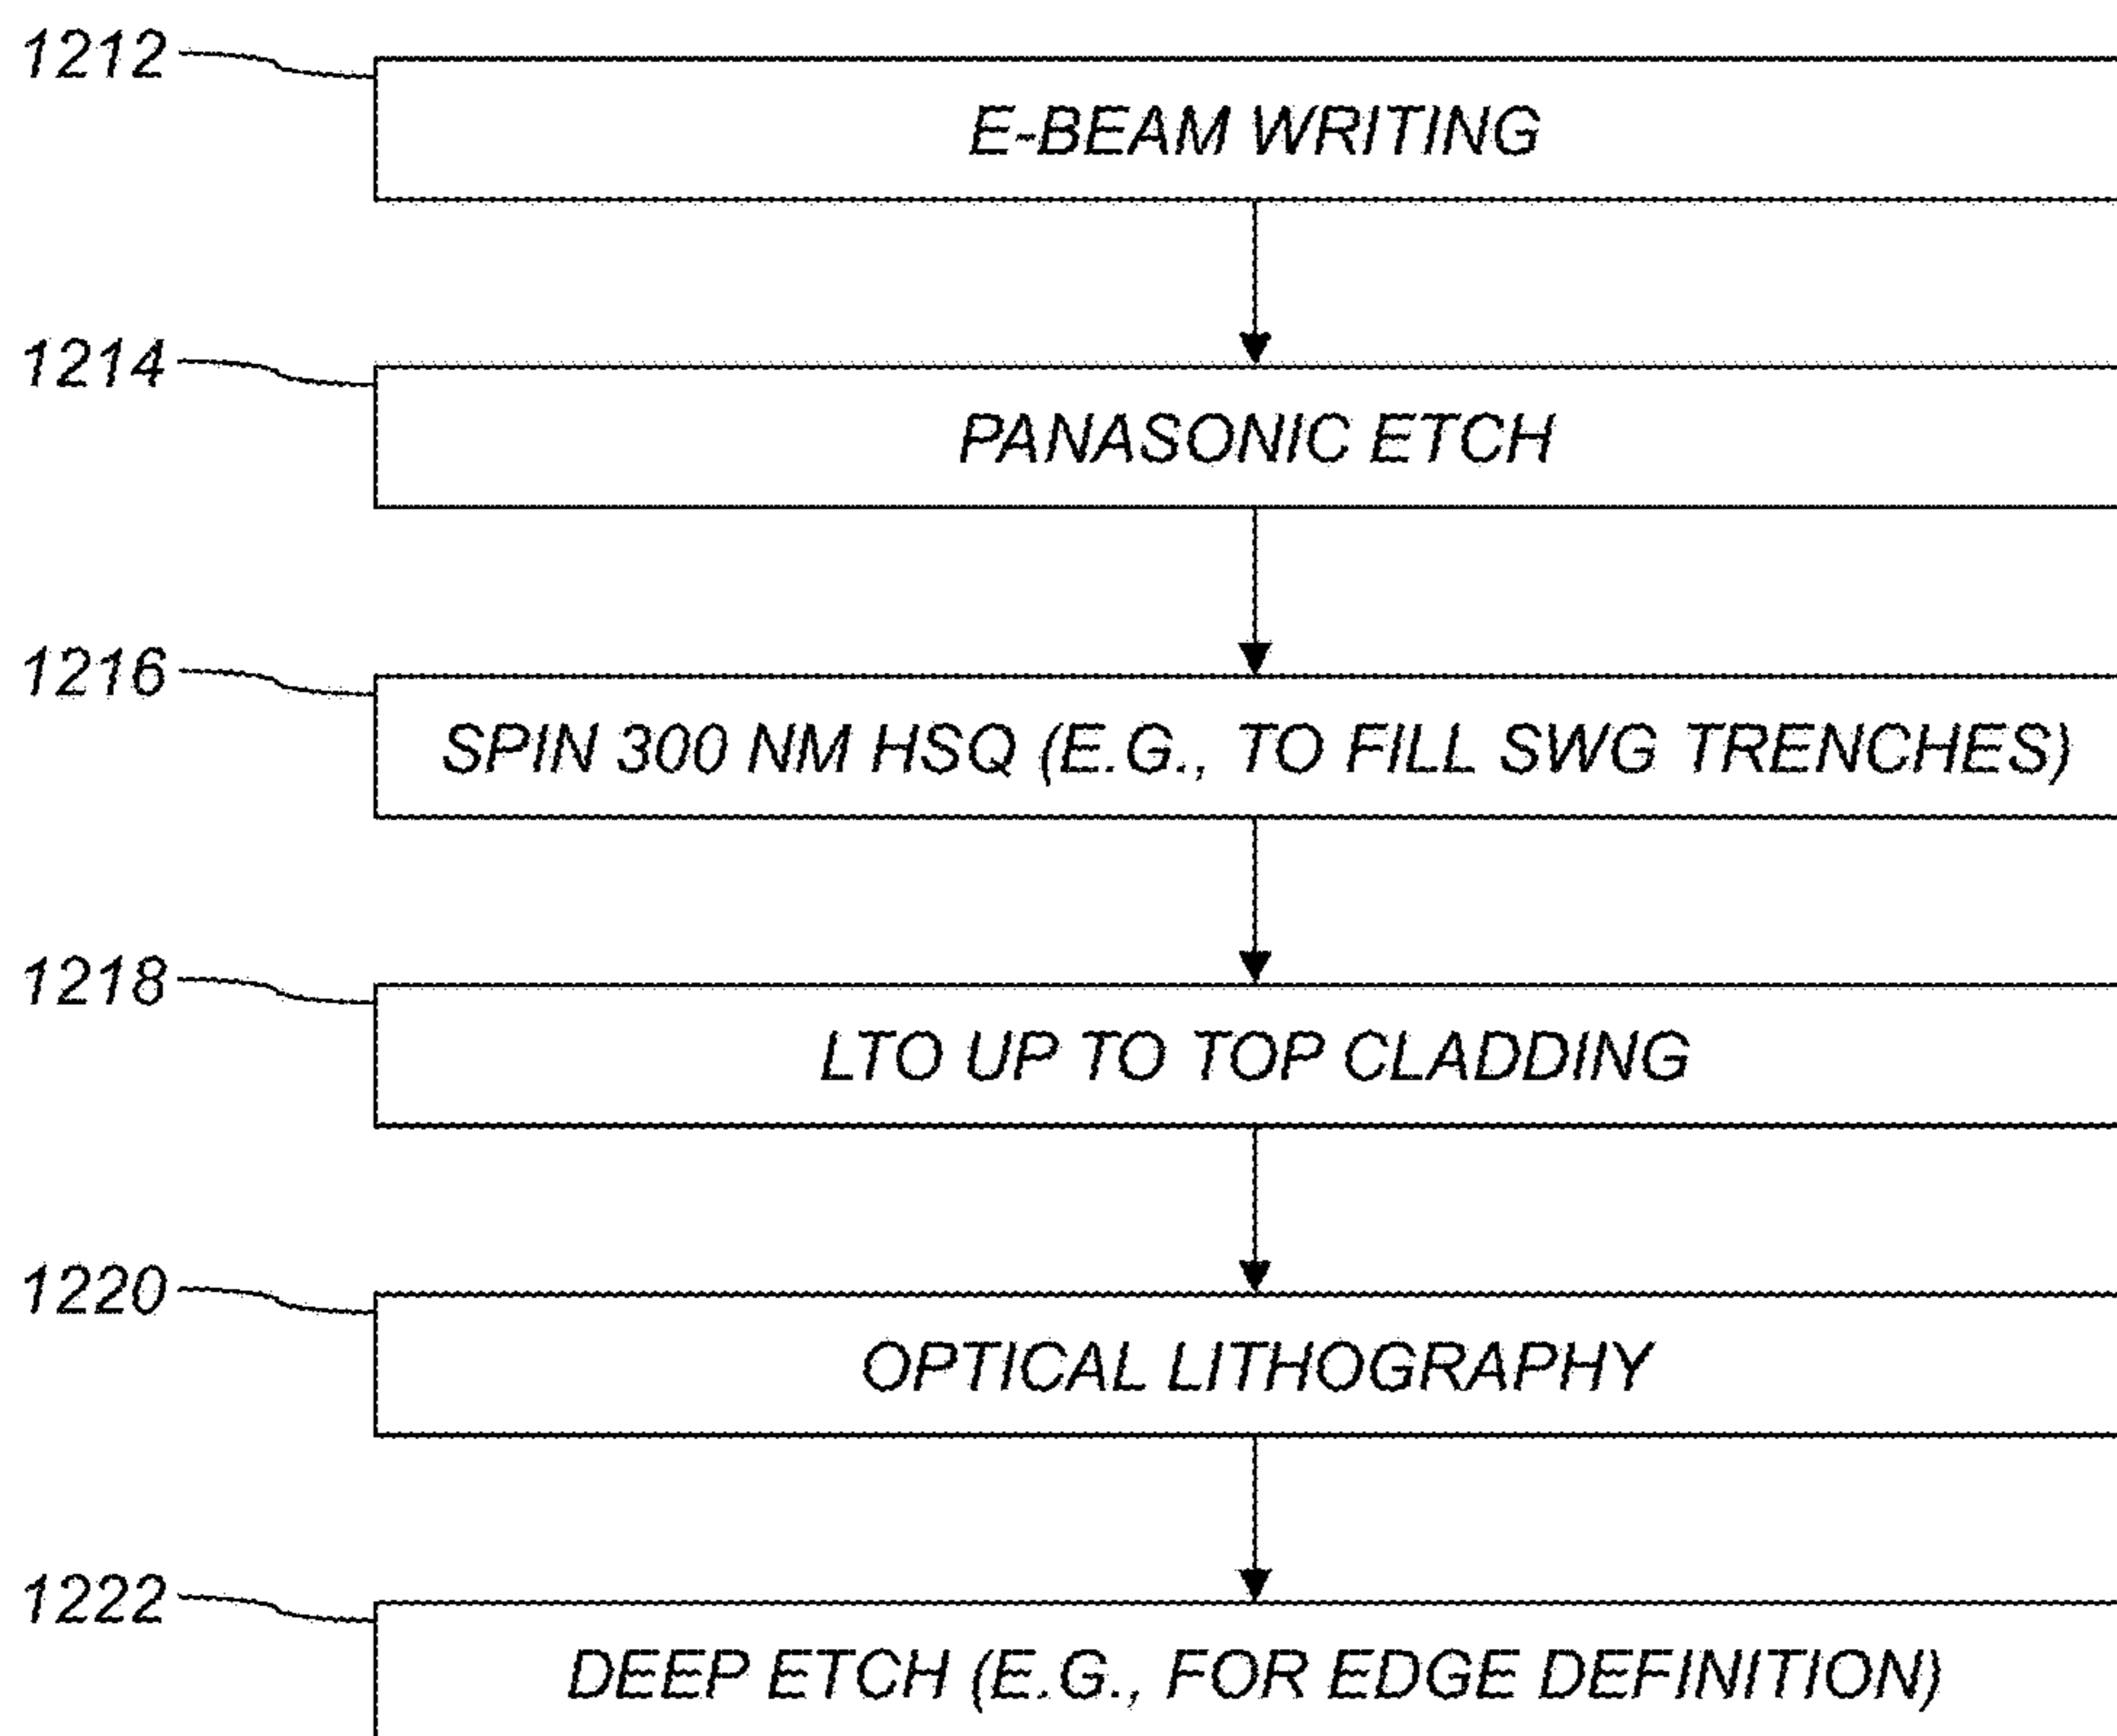 1212
E-BEAM WRITING
1214
PANASONIC ETCH
1216
SPIN 300 NM HSQ (E.G., TO FILL SWG TRENCHES)
1218
LTO UP TO TOP CLADDING
1220
OPTICAL LITHOGRAPHY
1222
DEEP ETCH (E.G., FOR EDGE DEFINITION)